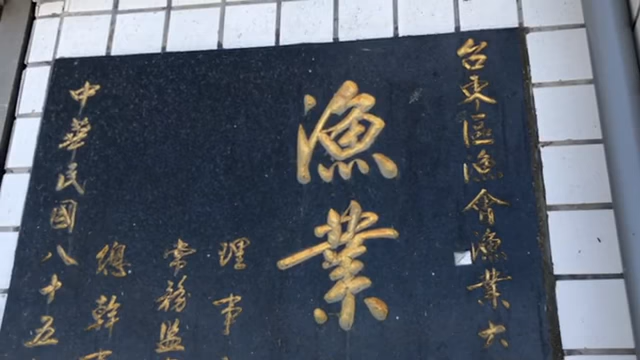 台東區漁會漁業大
漁業
理事
常務監
總幹事
中華民國八十五